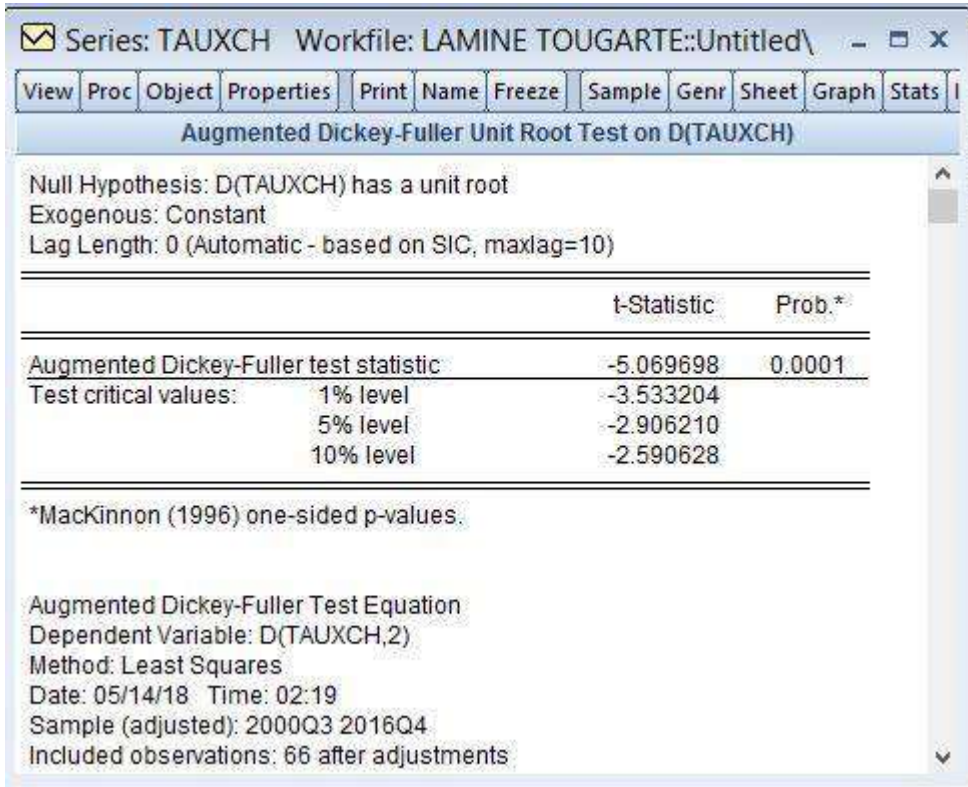 Series: TAUXCH Workfile: LAMINE TOUGARTE::Untitled\
View Proc Object Properties Print Name Freeze Sample Genr Sheet Graph Stats
Augmented Dickey-Fuller Unit Root Test on D(TAUXCH)
Null Hypothesis: D(TAUXCH) has a unit root
Exogenous: Constant
Lag Length: 0 (Automatic - based on SIC, maxlag=10)
t-Statistic Prob.*
Augmented Dickey-Fuller test statistic -5.069698 0.0001
Test critical values: 1% level -3.533204
5% level -2.906210
10% level -2.590628
*MacKinnon (1996) one-sided p-values.
Augmented Dickey-Fuller Test Equation
Dependent Variable: D(TAUXCH,2)
Method: Least Squares
Date: 05/14/18 Time: 02:19
Sample (adjusted): 2000Q3 2016Q4
Included observations: 66 after adjustments